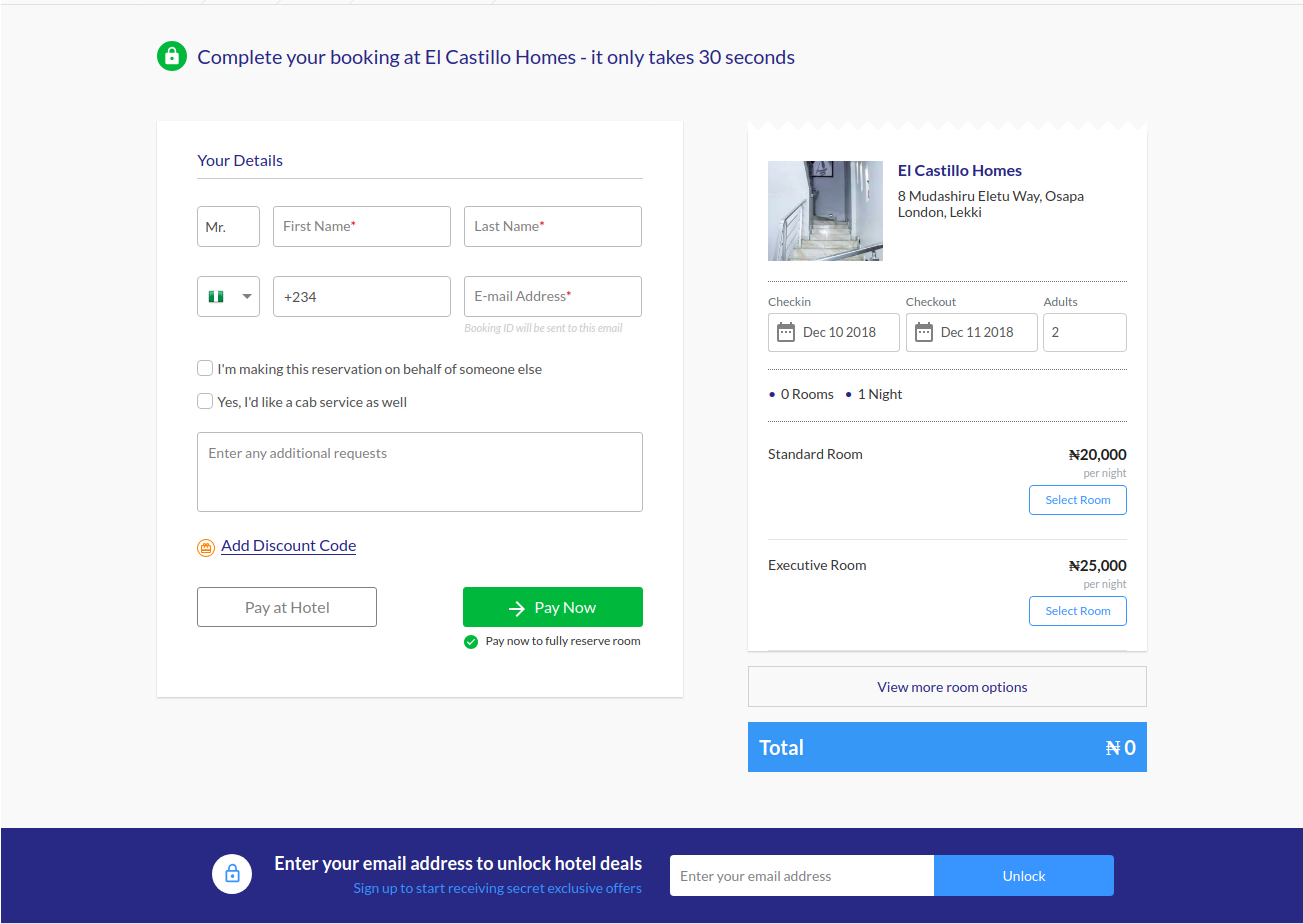 Complete your booking at El Castillo Homes - it only takes 30 seconds
Your Details
Mr.
First Name*
Last Name*
+234
E-mail Address*
Booking ID will be sent to this email
I'm making this reservation on behalf of someone else
Yes, I'd like a cab service as well
Enter any additional requests
Add Discount Code
Pay at Hotel
Pay Now
Pay now to fully reserve room
El Castillo Homes
8 Mudashiru Eletu Way, Osapa
London, Lekki
Checkin
Checkout
Adults
Dec 10 2018
Dec 11 2018
2
• 0 Rooms • 1 Night
Standard Room
₦20,000
per night
Select Room
Executive Room
₦25,000
per night
Select Room
View more room options
Total
₦ 0
Enter your email address to unlock hotel deals
Sign up to start receiving secret exclusive offers
Enter your email address
Unlock